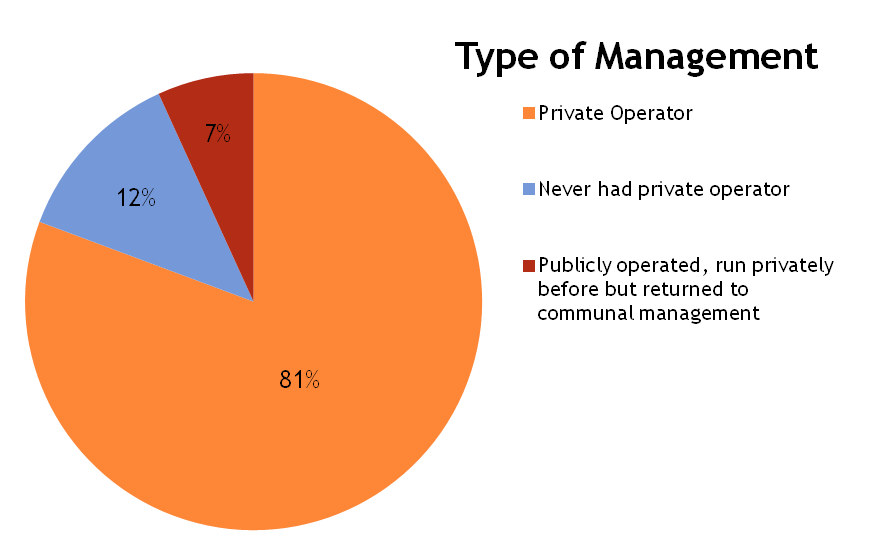 Type of Management
Private Operator
Never had private operator
Publicly operated, run privately
before but returned to
communal management
7%
12%
81%